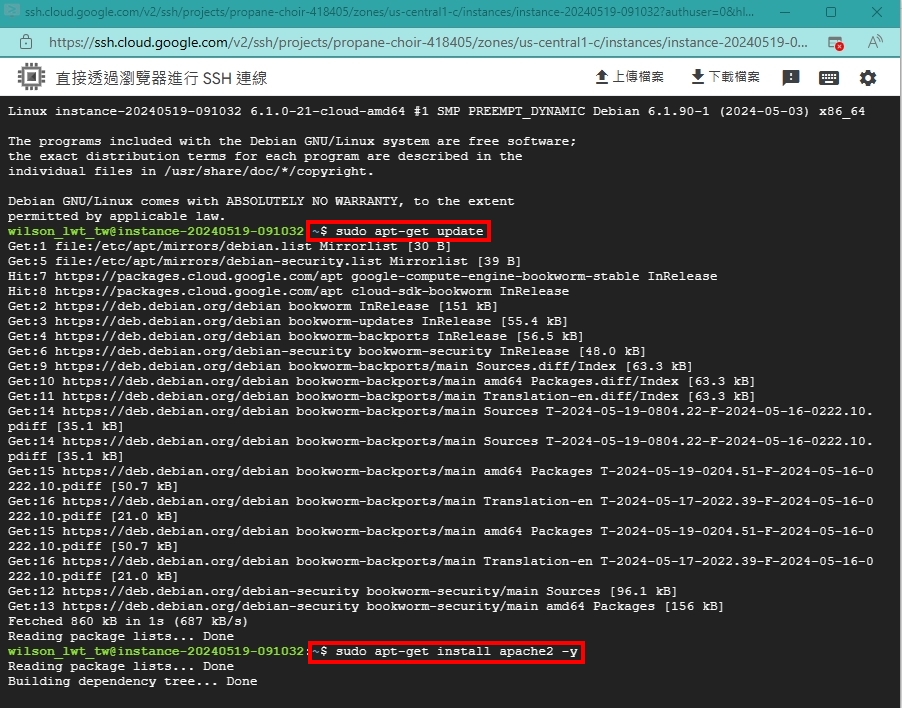 ssh.cloud.google.com/v2/ssh/projects/propane-choir-418405/zones/us-central1-c/instances/instance-20240519-091032?authuser=0&hl...
https://ssh.cloud.google.com/v2/ssh/projects/propane-choir-418405/zones/us-central1-c/instances/instance-20240519-0...
直接透過瀏覽器進行 SSH 連線 上傳檔案 下載檔案
Linux instance-20240519-091032 6.1.0-21-cloud-amd64 #1 SMP PREEMPT_DYNAMIC Debian 6.1.90-1 (2024-05-03) x86_64
The programs included with the Debian GNU/Linux system are free software;
the exact distribution terms for each program are described in the
individual files in /usr/share/doc/*/copyright.
Debian GNU/Linux comes with ABSOLUTELY NO WARRANTY, to the extent
permitted by applicable law.
wilson_lwt_tw@instance-20240519-091032:~$ sudo apt-get update
Get:1 file:/etc/apt/mirrors/debian.list Mirrorlist [30 B]
Get:5 file:/etc/apt/mirrors/debian-security.list Mirrorlist [39 B]
Hit:7 https://packages.cloud.google.com/apt google-compute-engine-bookworm-stable InRelease
Hit:8 https://packages.cloud.google.com/apt cloud-sdk-bookworm InRelease
Get:2 https://deb.debian.org/debian bookworm InRelease [151 kB]
Get:3 https://deb.debian.org/debian bookworm-updates InRelease [55.4 kB]
Get:4 https://deb.debian.org/debian bookworm-backports InRelease [56.5 kB]
Get:6 https://deb.debian.org/debian-security bookworm-security InRelease [48.0 kB]
Get:9 https://deb.debian.org/debian bookworm-backports/main Sources.diff/Index [63.3 kB]
Get:10 https://deb.debian.org/debian bookworm-backports/main amd64 Packages.diff/Index [63.3 kB]
Get:11 https://deb.debian.org/debian bookworm-backports/main Translation-en.diff/Index [63.3 kB]
Get:14 https://deb.debian.org/debian bookworm-backports/main Sources T-2024-05-19-0804.22-F-2024-05-16-0222.10.
pdiff [35.1 kB]
Get:14 https://deb.debian.org/debian bookworm-backports/main Sources T-2024-05-19-0804.22-F-2024-05-16-0222.10.
pdiff [35.1 kB]
Get:15 https://deb.debian.org/debian bookworm-backports/main amd64 Packages T-2024-05-19-0204.51-F-2024-05-16-0
222.10.pdiff [50.7 kB]
Get:16 https://deb.debian.org/debian bookworm-backports/main Translation-en T-2024-05-17-2022.39-F-2024-05-16-0
222.10.pdiff [21.0 kB]
Get:15 https://deb.debian.org/debian bookworm-backports/main amd64 Packages T-2024-05-19-0204.51-F-2024-05-16-0
222.10.pdiff [50.7 kB]
Get:16 https://deb.debian.org/debian bookworm-backports/main Translation-en T-2024-05-17-2022.39-F-2024-05-16-0
222.10.pdiff [21.0 kB]
Get:12 https://deb.debian.org/debian-security bookworm-security/main Sources [96.1 kB]
Get:13 https://deb.debian.org/debian-security bookworm-security/main amd64 Packages [156 kB]
Fetched 860 kB in 1s (687 kB/s)
Reading package lists... Done
wilson_lwt_tw@instance-20240519-091032:~$ sudo apt-get install apache2 -y
Reading package lists... Done
Building dependency tree... Done